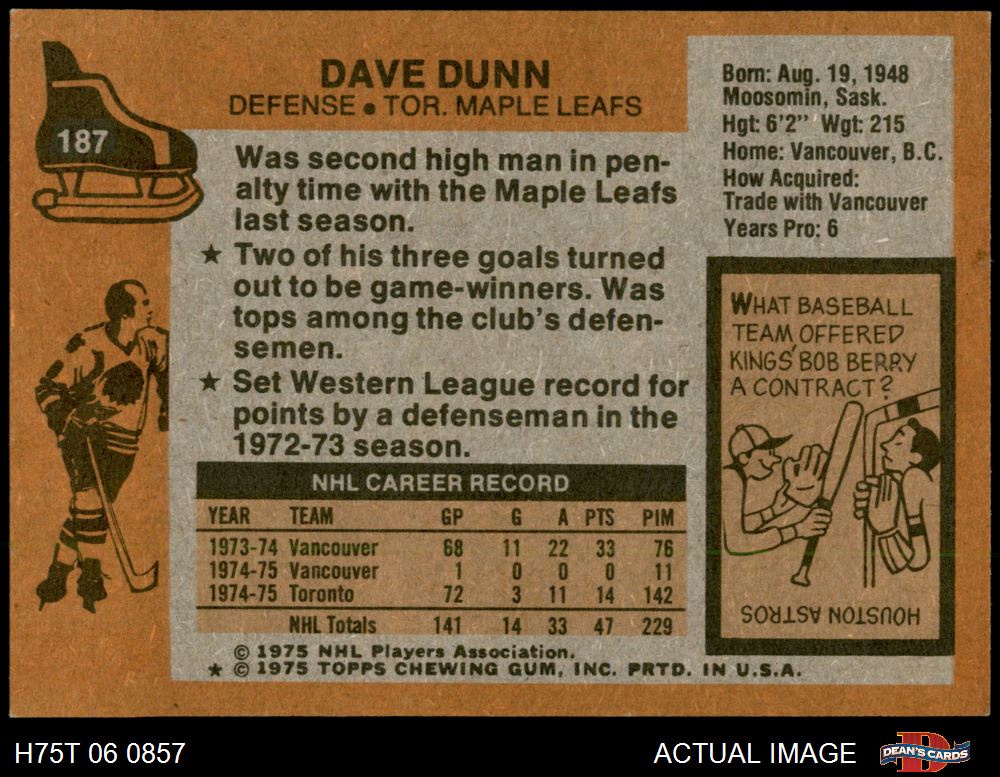 187
DAVE DUNN
DEFENSE ● TOR. MAPLE LEAFS
Was second high man in pen-
alty time with the Maple Leafs
last season.
★ Two of his three goals turned
out to be game-winners. Was
tops among the club's defen-
semen.
★ Set Western League record for
points by a defenseman in the
1972-73 season.
Born: Aug. 19, 1948
Moosomin, Sask.
Hgt: 6'2" Wgt: 215
Home: Vancouver, B.C.
How Acquired:
Trade with Vancouver
Years Pro: 6
WHAT BASEBALL
TEAM OFFERED
KINGS' BOB BERRY
A CONTRACT?
HOUSTON ASTROS
NHL CAREER RECORD
YEAR TEAM GP G A PTS PIM
1973-74 Vancouver 68 11 22 33 76
1974-75 Vancouver 1 0 0 0 11
1974-75 Toronto 72 3 11 14 142
NHL Totals 141 14 33 47 229
© 1975 NHL Players Association.
★ © 1975 TOPPS CHEWING GUM, INC. PRTD. IN U.S.A.
H75T 06 0857
ACTUAL IMAGE
DEAN'S CARDS